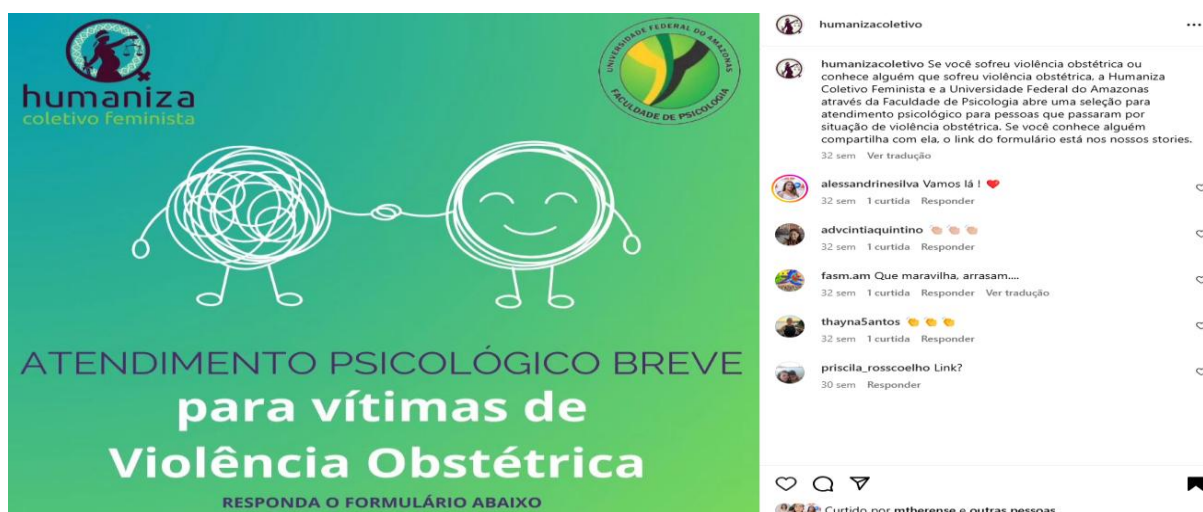 humaniza
coletivo feminista
UNIVERSIDADE FEDERAL DO AMAZONAS
FACULDADE DE PSICOLOGIA
ATENDIMENTO PSICOLÓGICO BREVE
para vítimas de
Violência Obstétrica
RESPONDA O FORMULÁRIO ABAIXO
humanizacoletivo
humanizacoletivo Se você sofreu violência obstétrica ou
conhece alguém que sofreu violência obstétrica, a Humaniza
Coletivo Feminista e a Universidade Federal do Amazonas
através da Faculdade de Psicologia abre uma seleção para
atendimento psicológico para pessoas que passaram por
situação de violência obstétrica. Se você conhece alguém
compartilha com ela, o link do formulário está nos nossos stories.
32 sem Ver tradução
alessandrinesilva Vamos lá ! ❤️
32 sem 1 curtida Responder
advcintiaquintino 👏🏼👏🏼👏🏼
32 sem 1 curtida Responder
fasm.am Que maravilha, arrasam....
32 sem 1 curtida Responder Ver tradução
thayna5antos 👏👏👏
32 sem 1 curtida Responder
priscila_rosscoelho Link?
30 sem Responder
Curtido por mtherense e outras pessoas